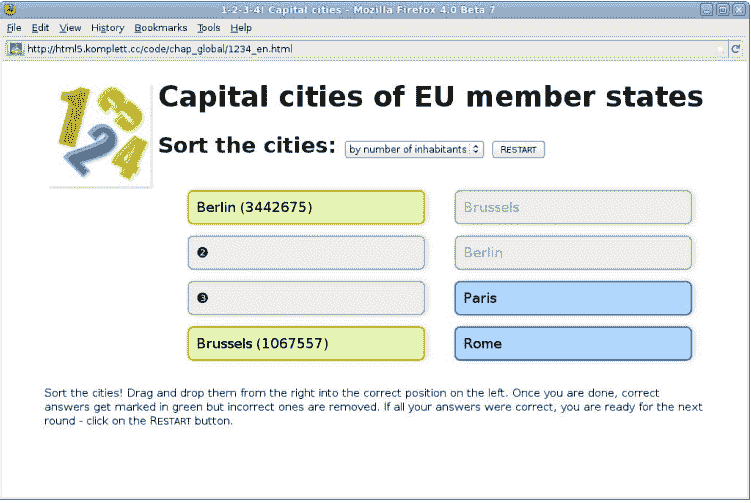 1-2-3-4! Capital cities - Mozilla Firefox 4.0 Beta 7
File Edit View History Bookmarks Tools Help
http://html5.komplett.cc/code/chap_global/1234_en.html
1 2 3 4
Capital cities of EU member states
Sort the cities: by number of inhabitants RESTART
Berlin (3442675) Brussels
❷ Berlin
❸ Paris
Brussels (1067557) Rome
Sort the cities! Drag and drop them from the right into the correct position on the left. Once you are done, correct
answers get marked in green but incorrect ones are removed. If all your answers were correct, you are ready for the next
round - click on the RESTART button.